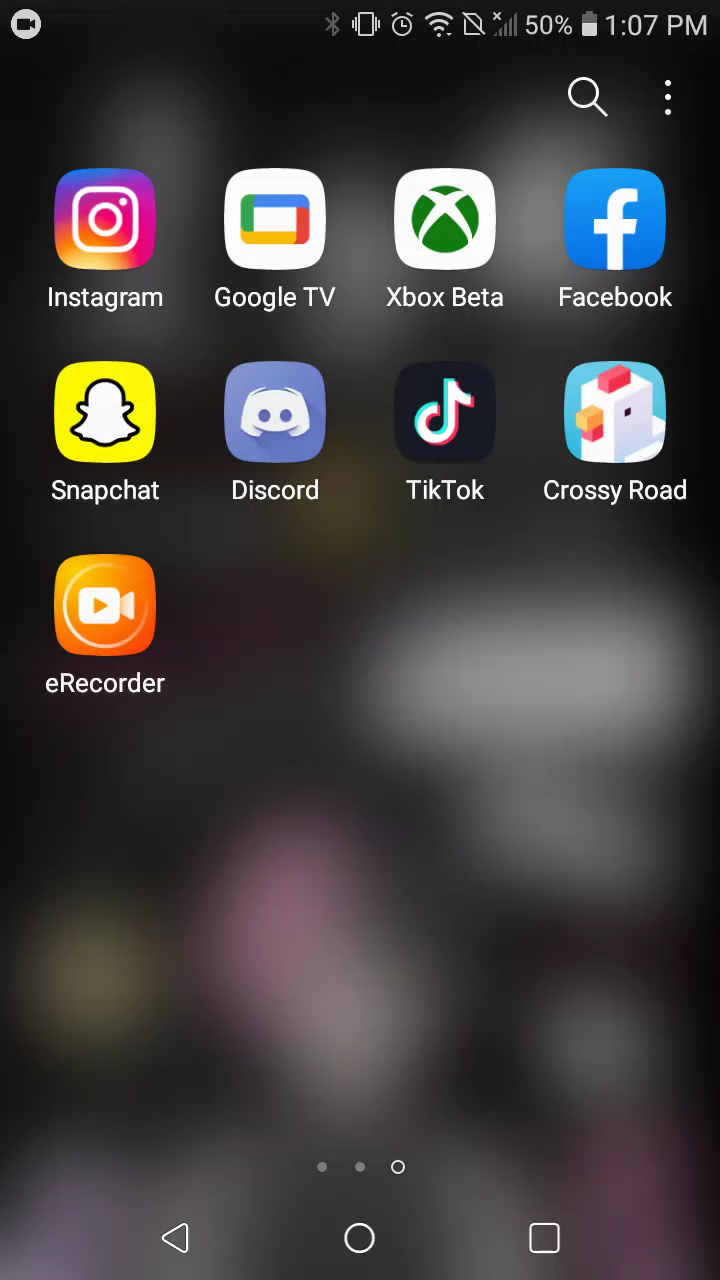 50% 1:07 PM
Instagram Google TV Xbox Beta Facebook
Snapchat Discord TikTok Crossy Road
eRecorder